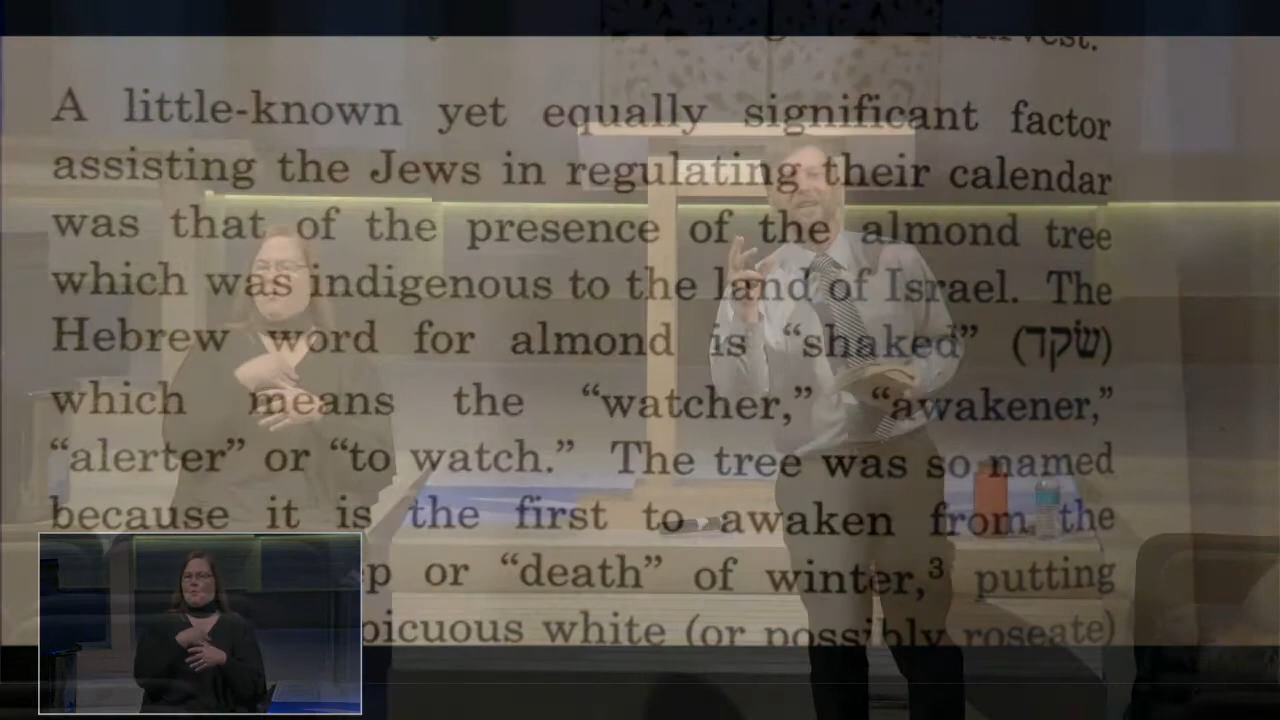 harvest.
A little-known yet equally significant factor
assisting the Jews in regulating their calendar
was that of the presence of the almond tree
which was indigenous to the land of Israel. The
Hebrew word for almond is “shaked” (שׂקד)
which means the “watcher,” “awakener,”
“alerter” or “to watch.” The tree was so named
because it is the first to awaken from the
or “death” of winter,³ putting
white (or possibly roseate)